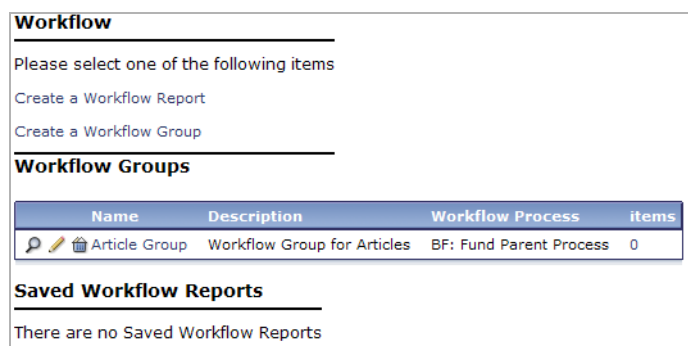 Workflow
Please select one of the following items
Create a Workflow Report
Create a Workflow Group
Workflow Groups
Name Description Workflow Process items
Article Group Workflow Group for Articles BF: Fund Parent Process 0
Saved Workflow Reports
There are no Saved Workflow Reports